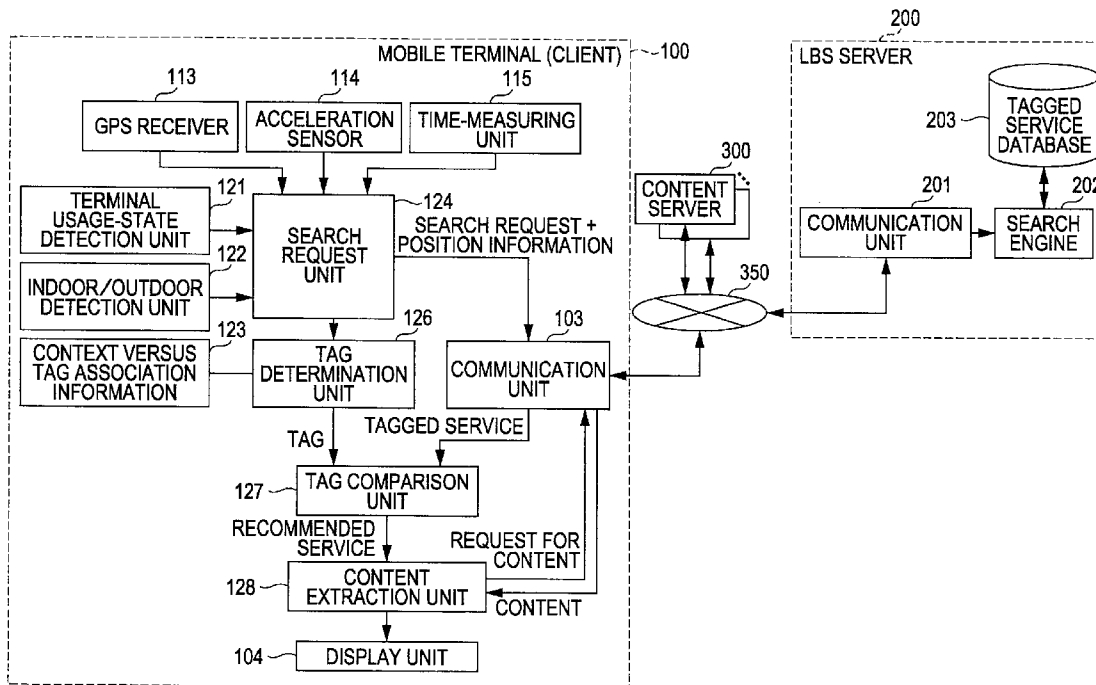 200
MOBILE TERMINAL (CLIENT)
100
LBS SERVER
113
114
115
GPS RECEIVER
ACCELERATION
SENSOR
TIME-MEASURING
UNIT
203
TAGGED
SERVICE
DATABASE
121
TERMINAL
USAGE-STATE
DETECTION UNIT
124
SEARCH
REQUEST
UNIT
SEARCH REQUEST +
POSITION INFORMATION
300
CONTENT
SERVER
201
COMMUNICATION
UNIT
202
SEARCH
ENGINE
122
INDOOR/OUTDOOR
DETECTION UNIT
350
123
CONTEXT VERSUS
TAG ASSOCIATION
INFORMATION
126
TAG
DETERMINATION
UNIT
103
COMMUNICATION
UNIT
TAG
TAGGED SERVICE
127
TAG COMPARISON
UNIT
RECOMMENDED
SERVICE
REQUEST FOR
CONTENT
128
CONTENT
EXTRACTION UNIT
CONTENT
104
DISPLAY UNIT